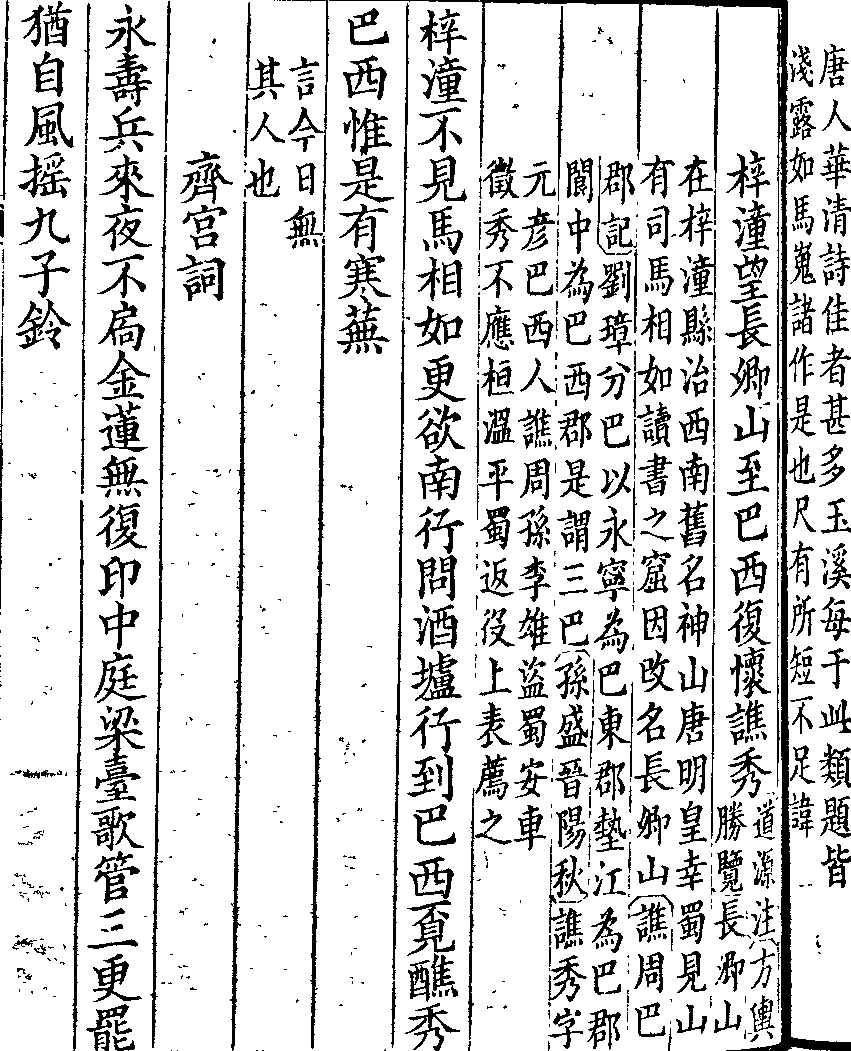 唐人華清詩佳者甚多玉溪每于此類題皆
淺露如馬嵬諸作是也尺有所短不足諱
梓潼望長卿山至巴西復懷譙秀
道源注方輿
勝覽長卿山
在梓潼縣治西南舊名神山唐明皇幸蜀見山
有司馬相如讀書之窟因改名長卿山譙周巴
郡記劉璋分巴以永寧為巴東郡墊江為巴郡
閬中為巴西郡是謂三巴孫盛晉陽秋譙秀字
元彦巴西人譙周孫李雄盜蜀安車
徵秀不應桓溫平蜀返役上表薦之
梓潼不見馬相如更欲南行問酒壚行到巴西覔醮秀
巴西惟是有寒蕪
言今日無
其人也
齊宮詞
永壽兵來夜不扃金蓮無復印中庭梁臺歌管三更罷
猶自風摇九子鈴